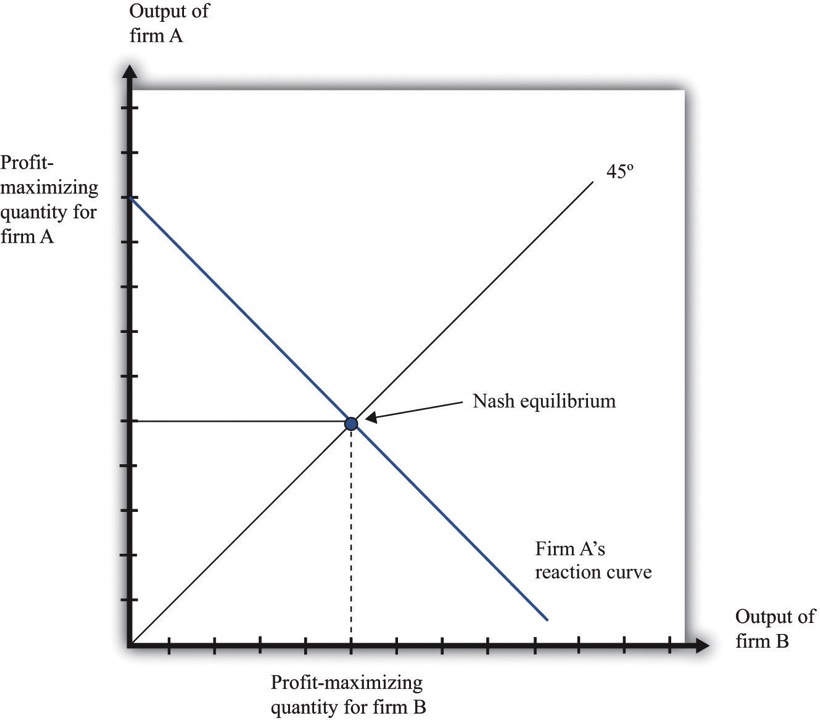 Output of
firm A
Profit-
maximizing
quantity for
firm A
45º
Nash equilibrium
Firm A’s
reaction curve
Output of
firm B
Profit-maximizing
quantity for firm B